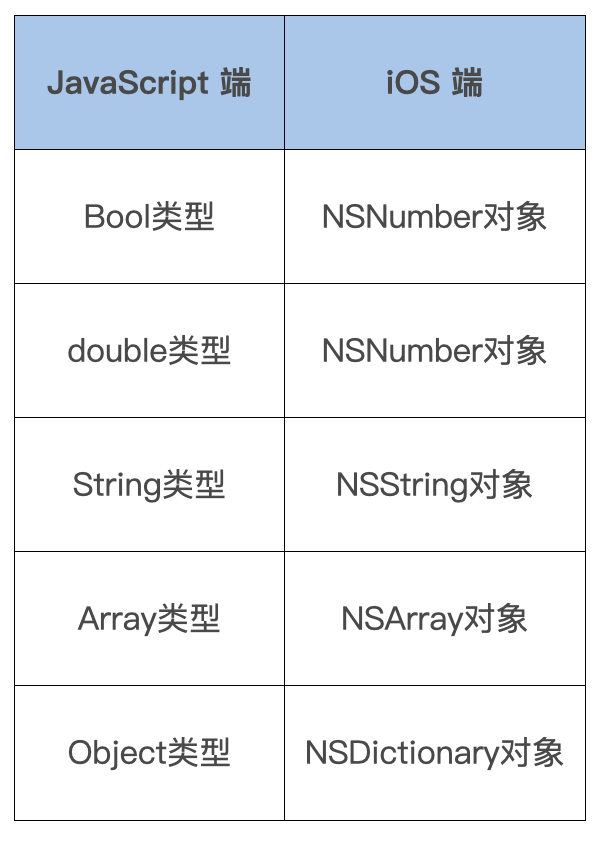 JavaScript 端 iOS 端
Bool类型 NSNumber对象
double类型 NSNumber对象
String类型 NSString对象
Array类型 NSArray对象
Object类型 NSDictionary对象